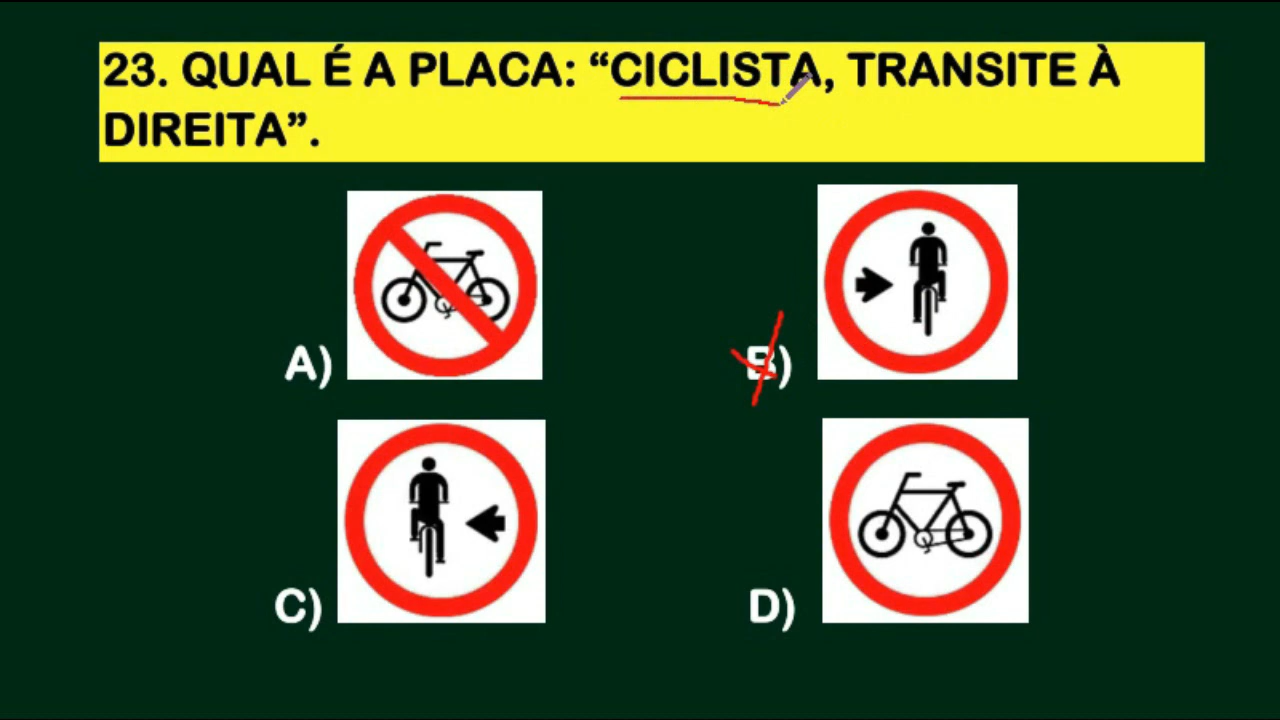 23. QUAL É A PLACA: “CICLISTA, TRANSITE À
DIREITA”.
A)
B)
C)
D)